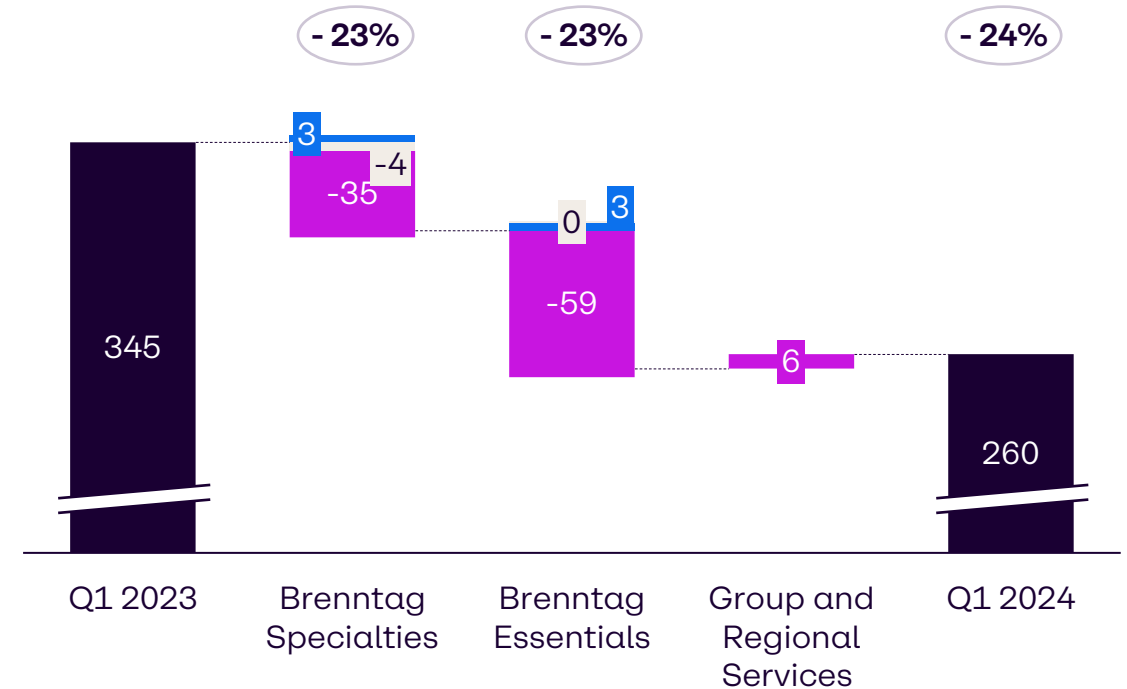 - 23%
- 23%
- 24%
3
-4
-35
0
3
-59
6
345
260
Q1 2023
Brenntag
Specialties
Brenntag
Essentials
Group and
Regional
Services
Q1 2024